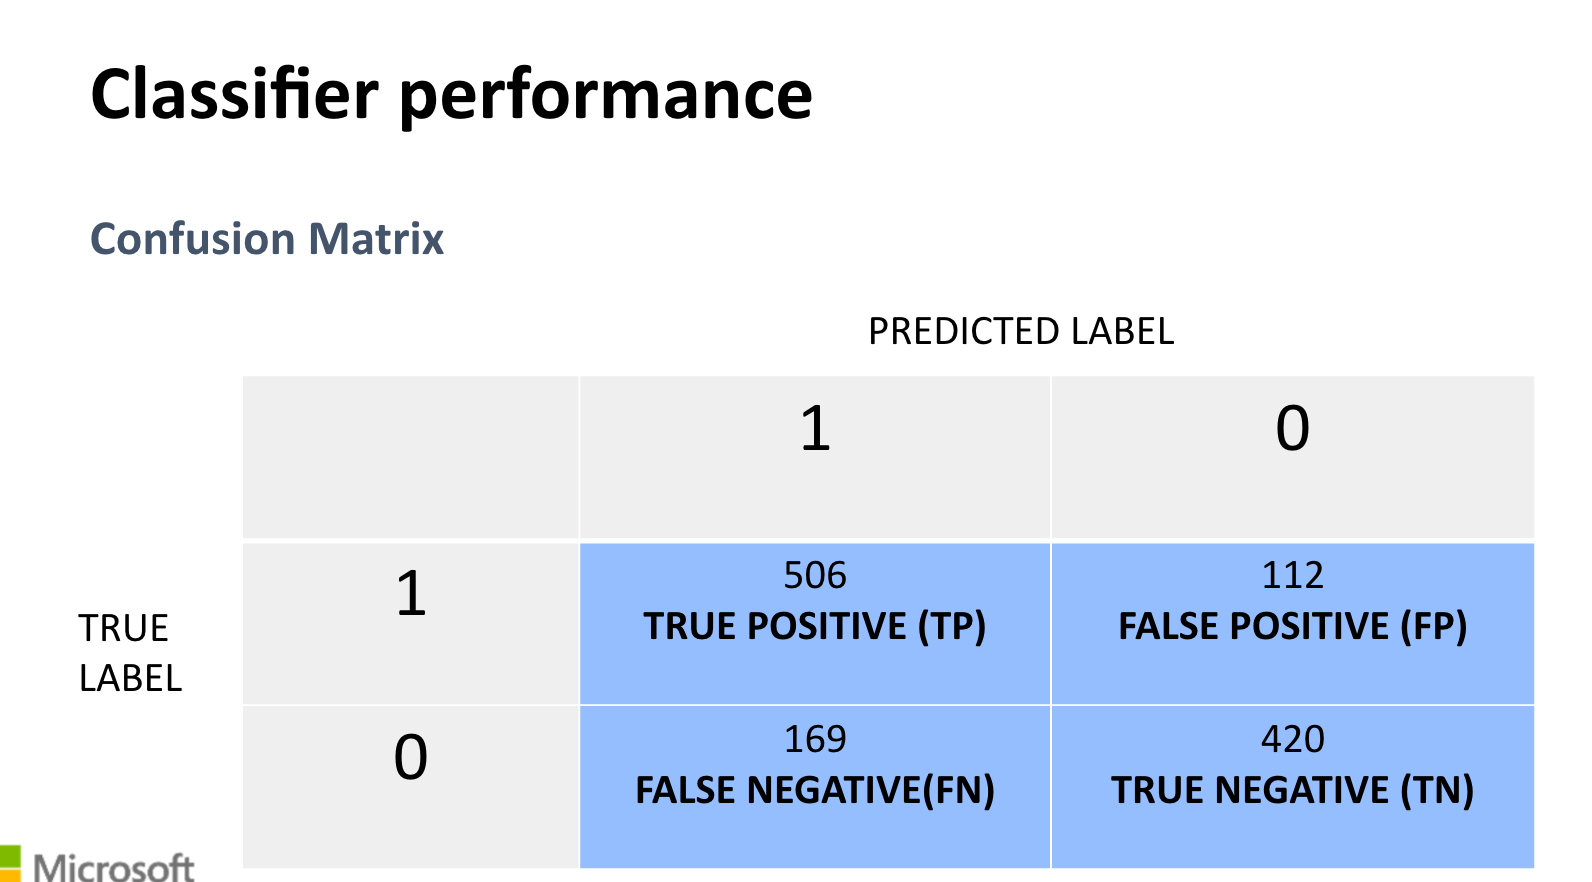 Classifier performance
Confusion Matrix
PREDICTED LABEL
1 0
TRUE
LABEL
1
506
TRUE POSITIVE (TP)
112
FALSE POSITIVE (FP)
0
169
FALSE NEGATIVE(FN)
420
TRUE NEGATIVE (TN)
Microsoft